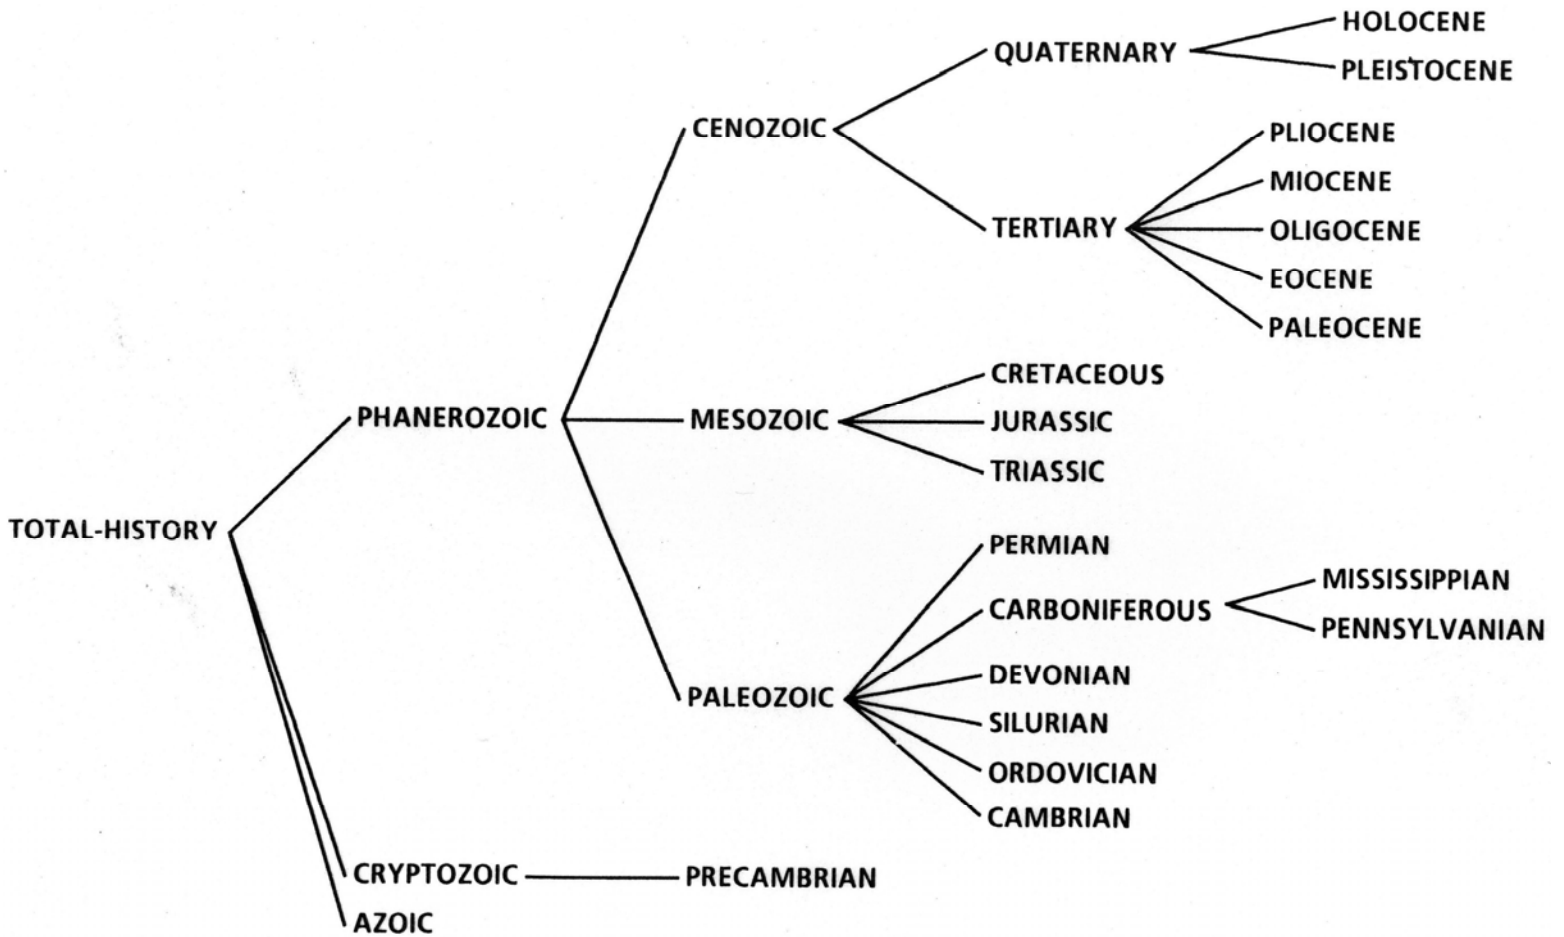 HOLOCENE
QUATERNARY
PLEISTOCENE
CENOZOIC
PLIOCENE
MIOCENE
TERTIARY
OLIGOCENE
EOCENE
PALEOCENE
CRETACEOUS
PHANEROZOIC
MESOZOIC
JURASSIC
TRIASSIC
TOTAL-HISTORY
PERMIAN
MISSISSIPPIAN
CARBONIFEROUS
PENNSYLVANIAN
DEVONIAN
PALEOZOIC
SILURIAN
ORDOVICIAN
CAMBRIAN
CRYPTOZOIC
PRECAMBRIAN
AZOIC